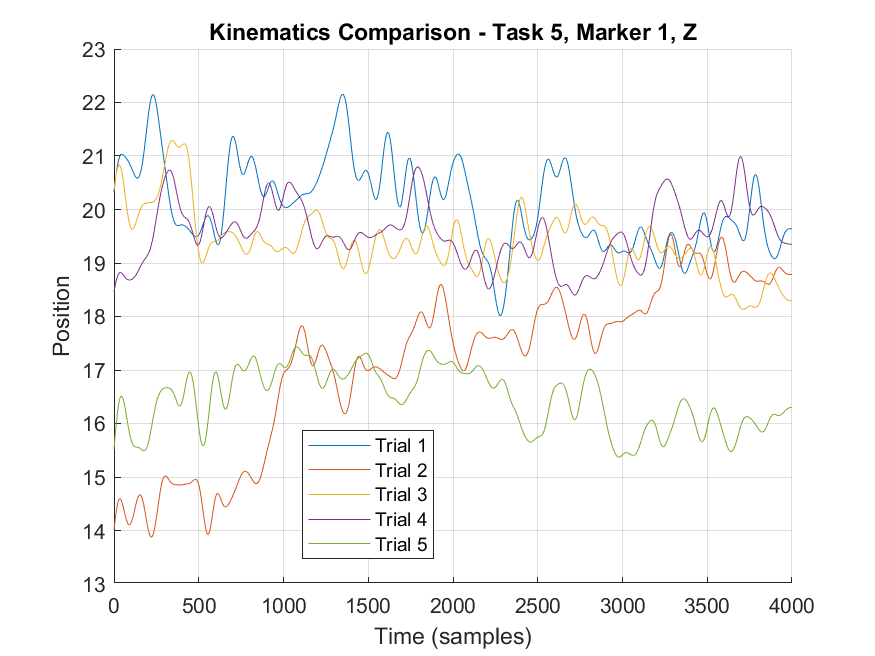 Kinematics Comparison - Task 5, Marker 1, Z
23
22
21
20
19
18
17
16
15
14
13
Position
Trial 1
Trial 2
Trial 3
Trial 4
Trial 5
0 500 1000 1500 2000 2500 3000 3500 4000
Time (samples)